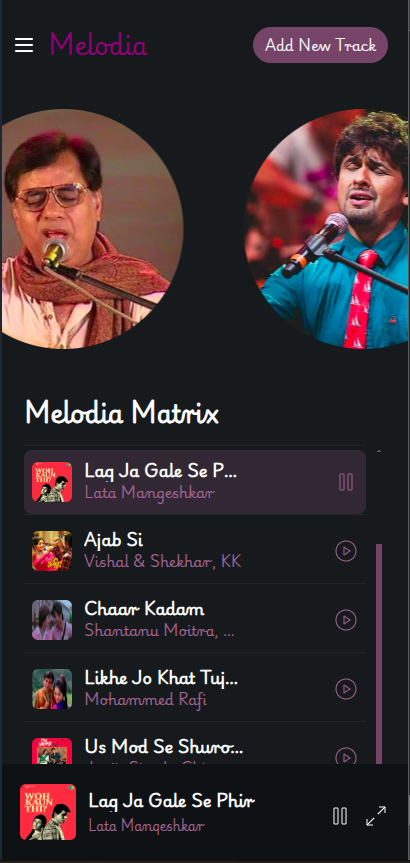 Melodia
Add New Track
Melodia Matrix
WOH
KAUN
THI?
Lag Ja Gale Se P...
Lata Mangeshkar
Ajab Si
Vishal & Shekhar, KK
Chaar Kadam
Shantanu Moitra, ...
Likhe Jo Khat Tuj...
Mohammed Rafi
Us Mod Se Shuro...
WOH
KAUN
THI?
Lag Ja Gale Se Phir
Lata Mangeshkar